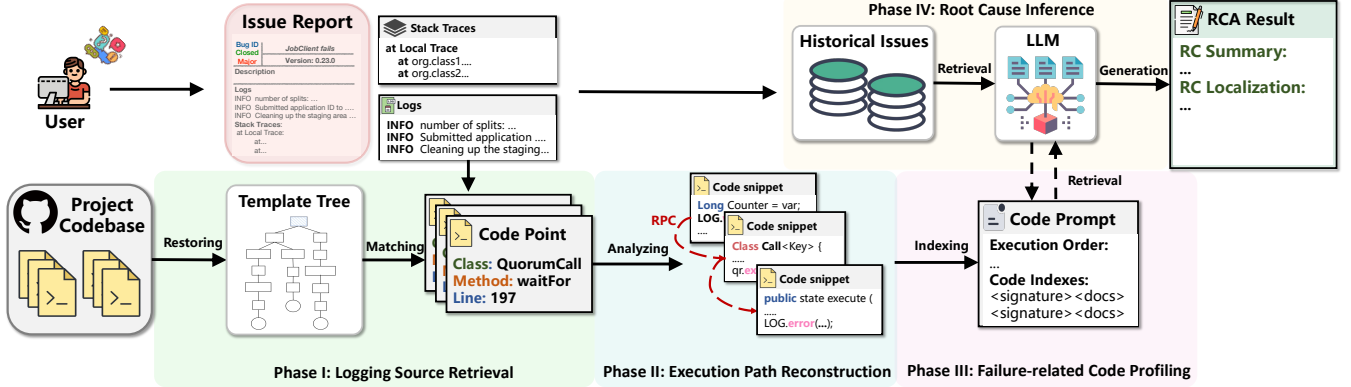 User
Issue Report
Bug ID
Closed
Major
JobClient fails
Version: 0.23.0
Description
Logs
INFO number of splits: ...
INFO Submitted application ID to ....
INFO Cleaning up the staging area ....
Stack Traces:
at Local Trace:
at...
at...
Stack Traces
at Local Trace
at org.class1....
at org.class2...
Logs
INFO number of splits: ...
INFO Submitted application ....
INFO Cleaning up the staging...
Phase IV: Root Cause Inference
Historical Issues
Retrieval
LLM
Generation
RCA Result
RC Summary:
...
RC Localization:
...
Retrieval
Project
Codebase
Restoring
Template Tree
Matching
Code Point
Class: QuorumCall
Method: waitFor
Line: 197
Analyzing
RPC
Code snippet
Long Counter = var;
LOG.
....
Code snippet
Class Call<Key> {
.....
qr.ex
Code snippet
public state execute (
.....
LOG.error(...);
Indexing
Code Prompt
Execution Order:
...
Code Indexes:
<signature><docs>
<signature><docs>
Phase I: Logging Source Retrieval
Phase II: Execution Path Reconstruction
Phase III: Failure-related Code Profiling